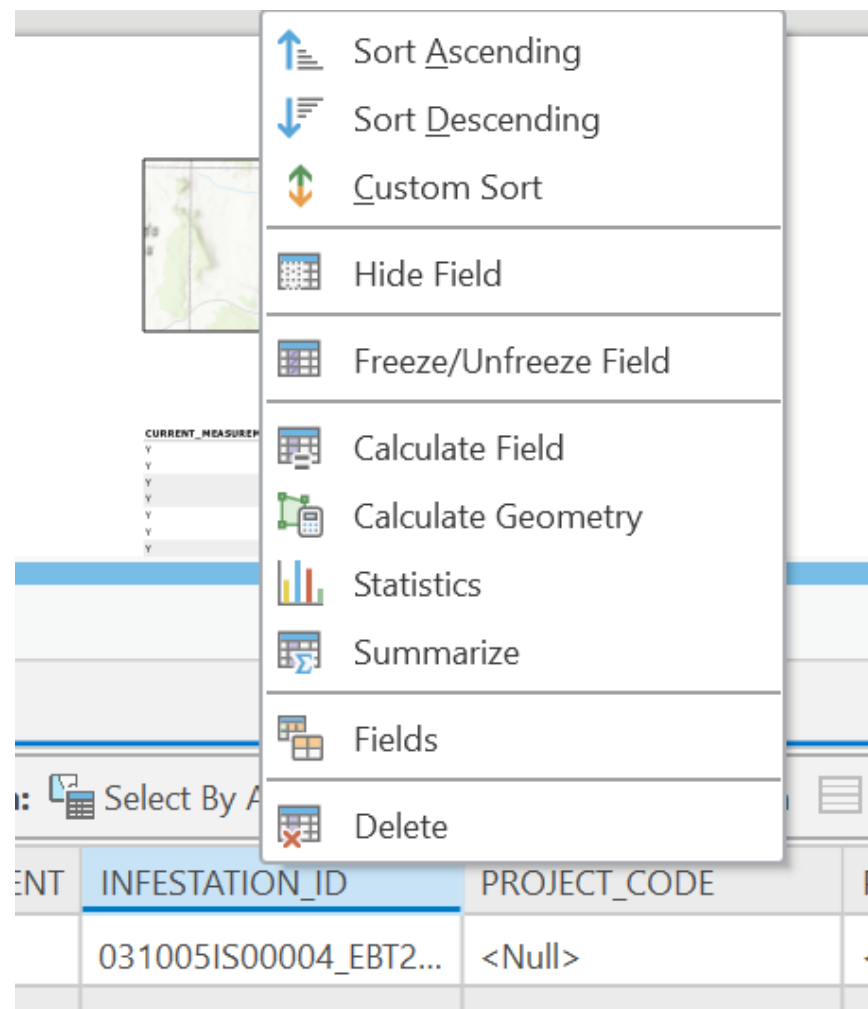 Sort Ascending
Sort Descending
Custom Sort
Hide Field
Freeze/Unfreeze Field
CURRENT_MEASUREM
Y
Y
Y
Y
Y
Y
Y
Calculate Field
Calculate Geometry
Statistics
Summarize
Fields
Select By A
Delete
ENT INFESTATION_ID PROJECT_CODE
031005IS00004_EBT2... <Null>